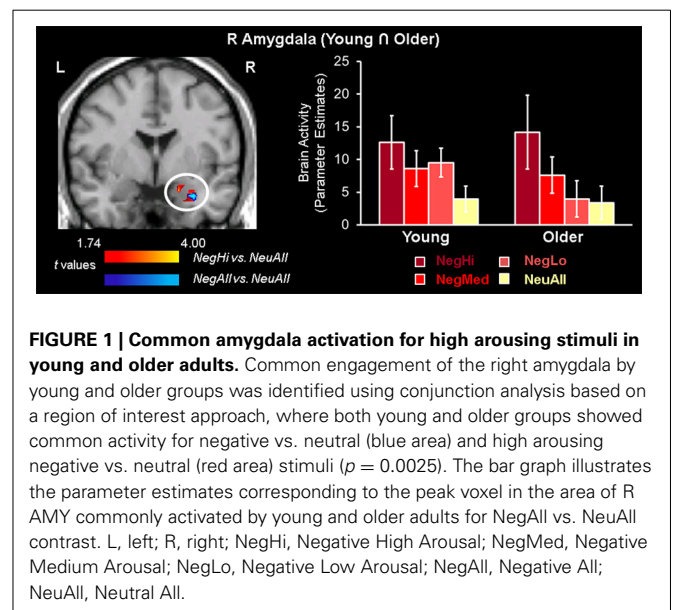 R Amygdala (Young ∩ Older)
L
R
1.74
4.00
t values
NegHi vs. NeuAll
NegAll vs. NeuAll
Brain Activity
(Parameter Estimates)
25
20
15
10
5
0
Young
Older
NegHi
NegLo
NegMed
NeuAll
FIGURE 1 | Common amygdala activation for high arousing stimuli in
young and older adults. Common engagement of the right amygdala by
young and older groups was identified using conjunction analysis based on
a region of interest approach, where both young and older groups showed
common activity for negative vs. neutral (blue area) and high arousing
negative vs. neutral (red area) stimuli (p = 0.0025). The bar graph illustrates
the parameter estimates corresponding to the peak voxel in the area of R
AMY commonly activated by young and older adults for NegAll vs. NeuAll
contrast. L, left; R, right; NegHi, Negative High Arousal; NegMed, Negative
Medium Arousal; NegLo, Negative Low Arousal; NegAll, Negative All;
NeuAll, Neutral All.